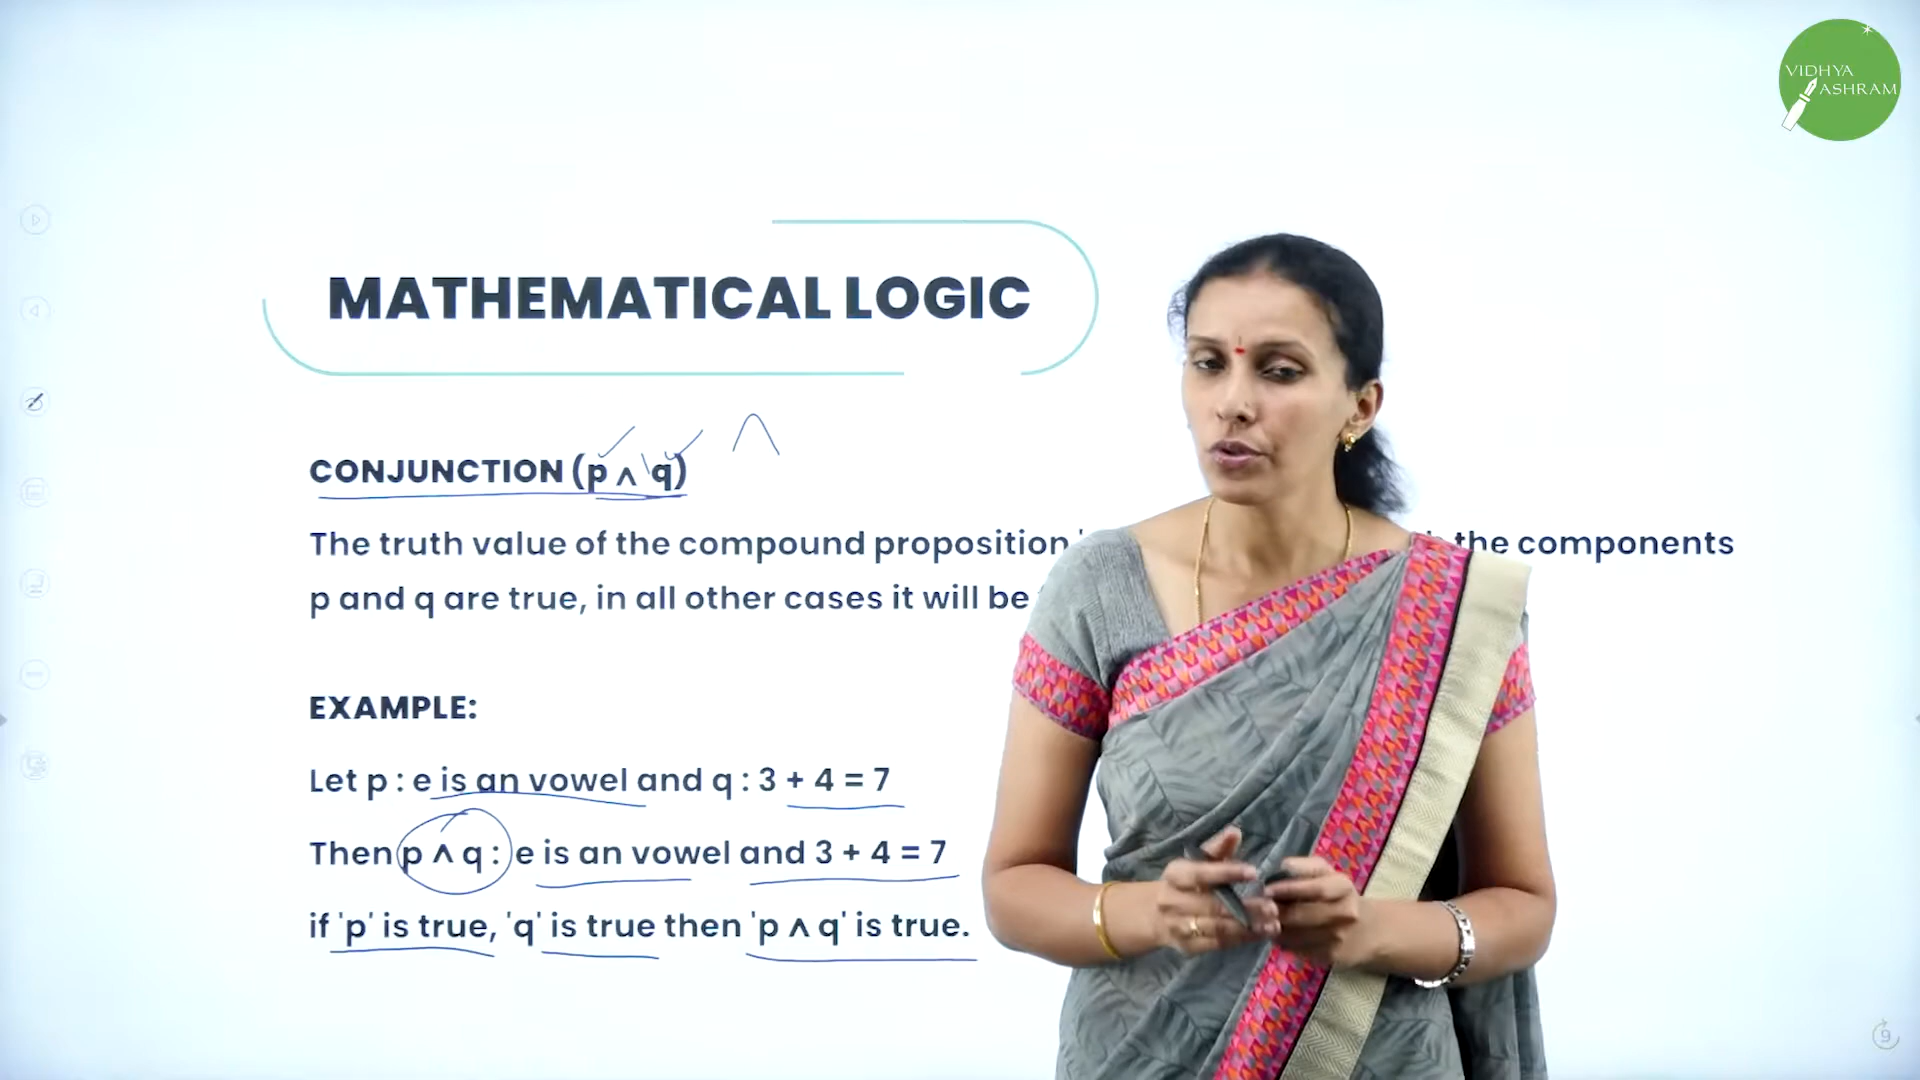 VIDHYA
ASHRAM
MATHEMATICAL LOGIC
CONJUNCTION (p ∧ q)
∧
The truth value of the compound proposition ' the components
p and q are true, in all other cases it will be
EXAMPLE:
Let p : e is an vowel and q : 3 + 4 = 7
Then p ∧ q : e is an vowel and 3 + 4 = 7
if 'p' is true, 'q' is true then 'p ∧ q' is true.
9